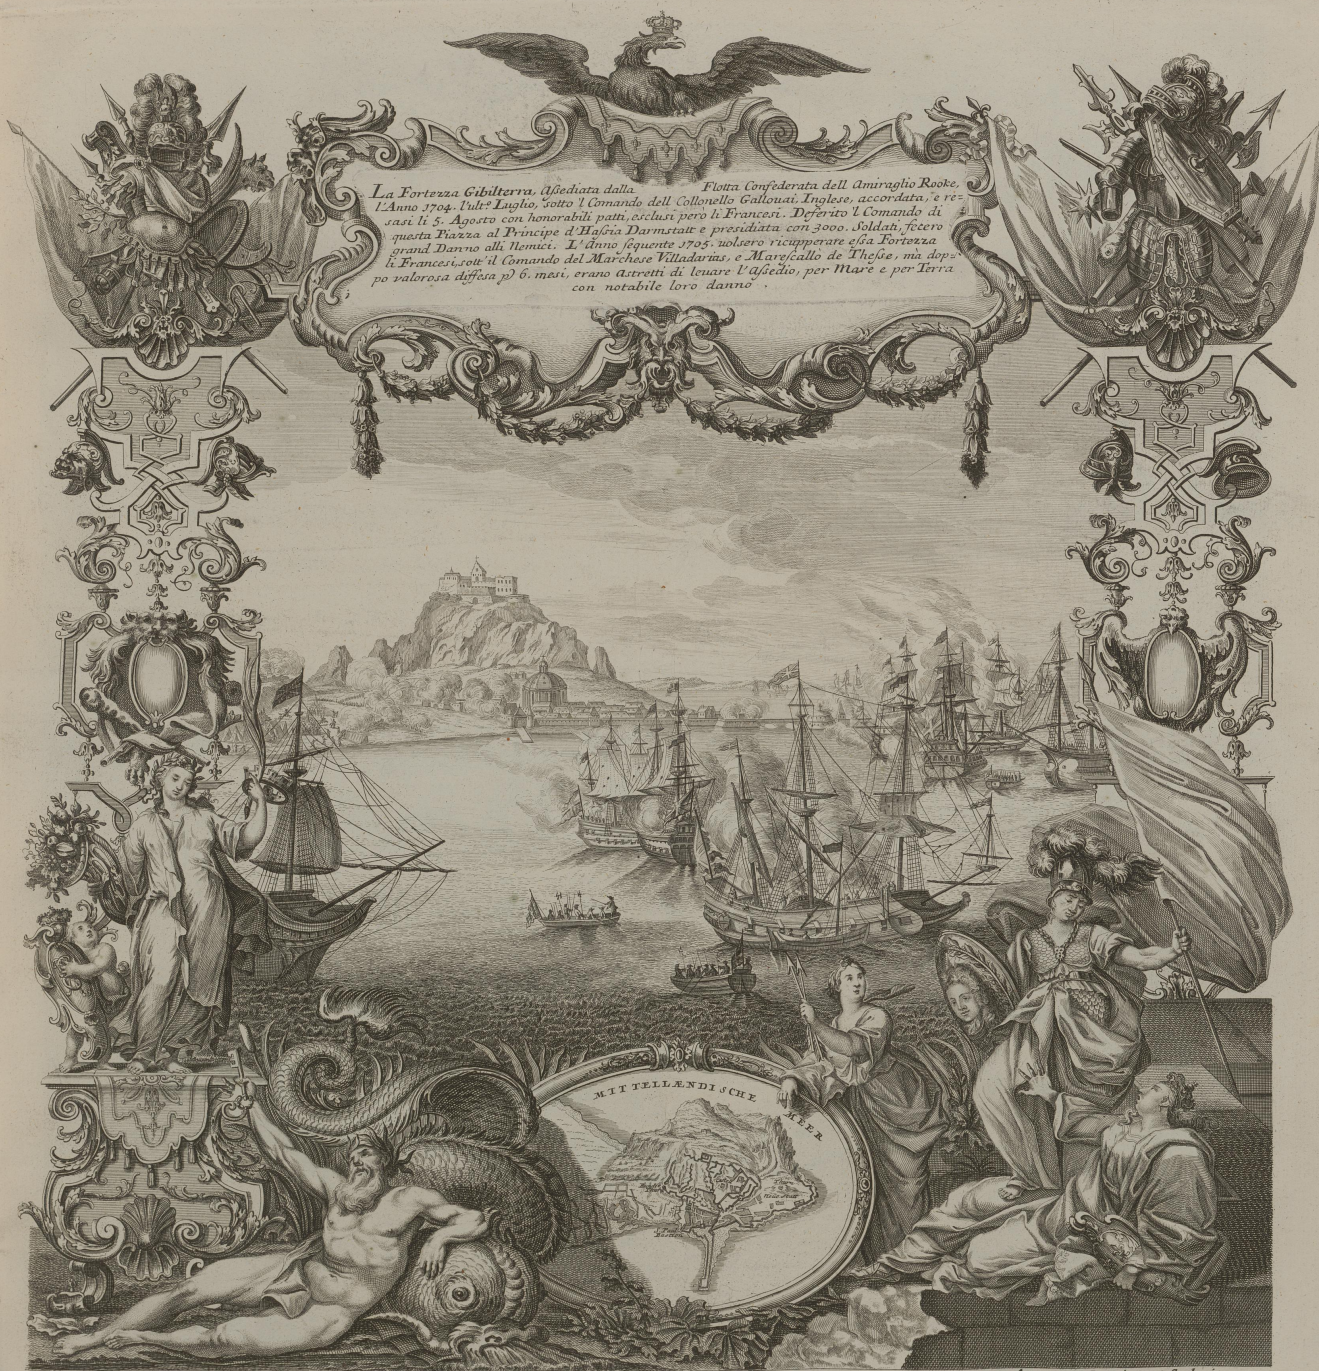 La Fortezza Gibilterra, Assediata dalla Flotta Confederata dell Amiraglio Rooke,
l'Anno 1704. l'ult.º Luglio, sotto 'l Comando dell Collonello Gallouai, Inglese, accordata, e re-
sasi li 5. Agosto con honorabili patti, esclusi però li Francesi. Deferito 'l Comando di
questa Piazza al Principe d'Hassia Darmstatt e presidiata con 3000. Soldati, fecero
grand Danno alli Nemici. L'Anno sequente 1705. volsero ricupperare essa Fortezza
li Francesi, sott'il Comando del Marchese Villadarias, e Marescallo de Thesse, mà dop-
po valorosa diffesa p 6. mesi, erano astretti di leuare l'Assedio, per Mare e per Terra
con notabile loro danno.
MITTÆLLÆNDISCHE MEER